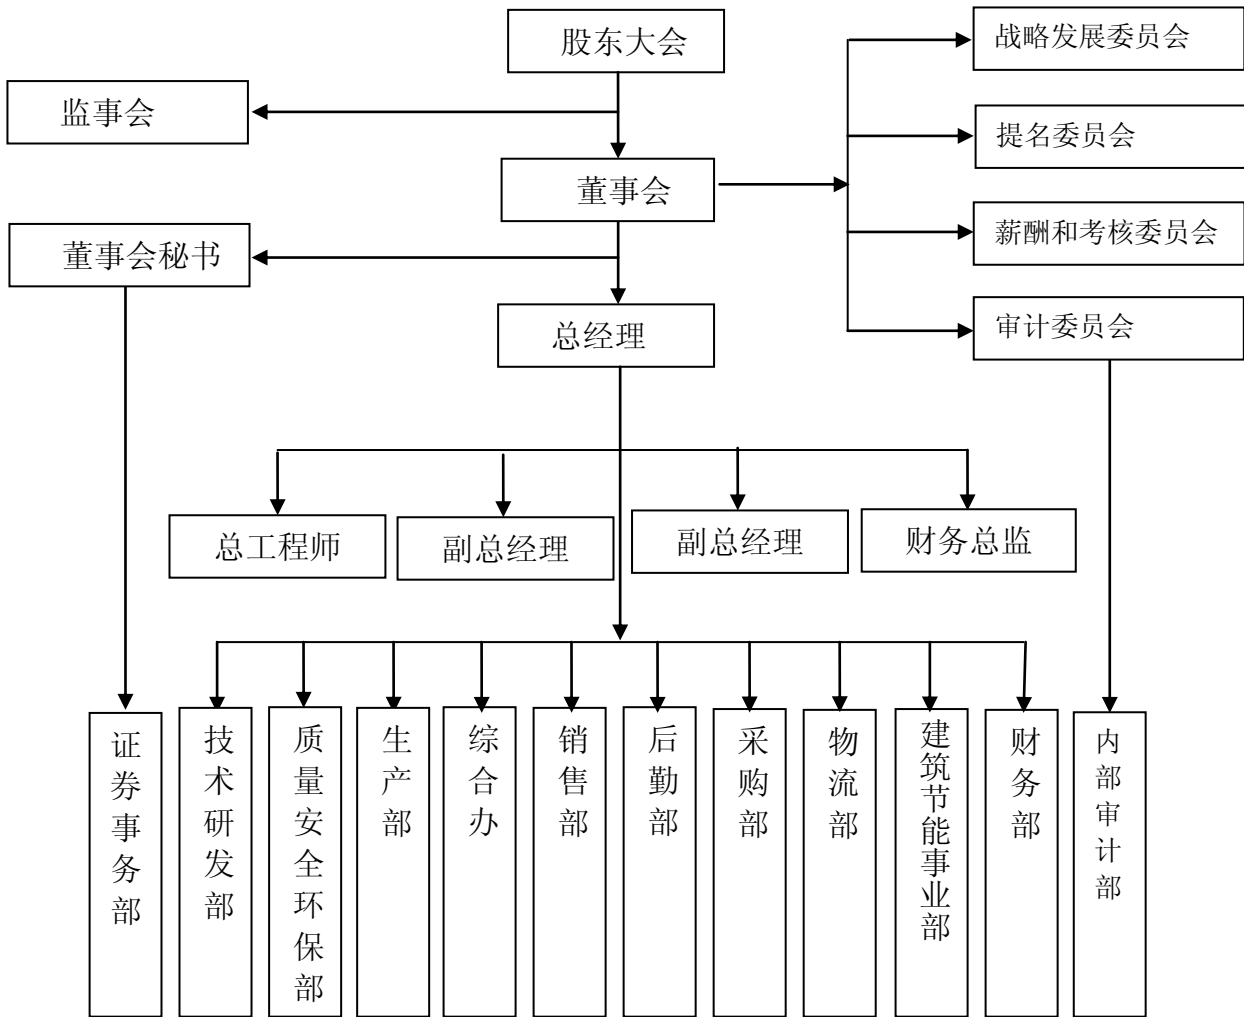 股东大会
战略发展委员会
监事会
提名委员会
董事会
薪酬和考核委员会
董事会秘书
总经理
审计委员会
总工程师
副总经理
副总经理
财务总监
证券事务部
技术研发部
质量安全环保部
生产部
综合办
销售部
后勤部
采购部
物流部
建筑节能事业部
财务部
内部审计部